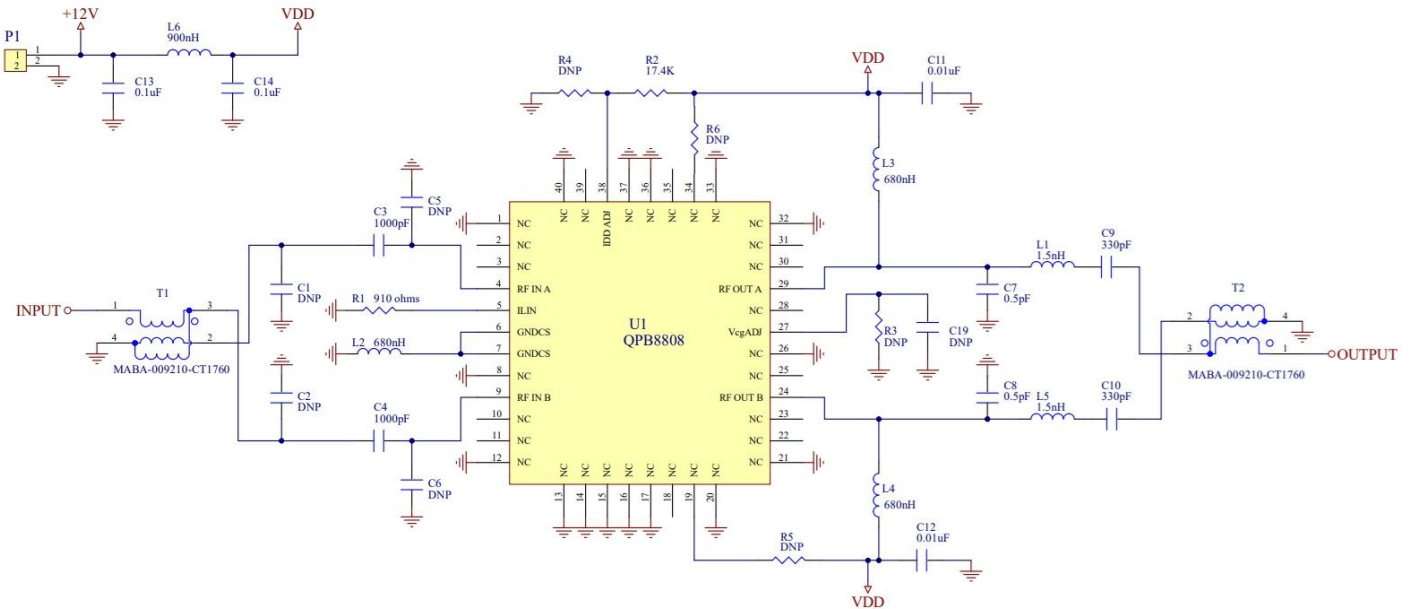 P1
1
2
1
2
+12V
L6
900nH
VDD
C13
0.1uF
C14
0.1uF
R4
DNP
R2
17.4K
VDD
C11
0.01uF
R6
DNP
L3
680nH
C5
DNP
C3
1000pF
C1
DNP
R1 910 ohms
L2 680nH
INPUT
T1
1
3
4
2
MABA-009210-CT1760
C2
DNP
C4
1000pF
C6
DNP
40
39
38
37
36
35
34
33
NC
NC
IDD ADJ
NC
NC
NC
NC
NC
1 NC
2 NC
3 NC
4 RF IN A
5 ILIN
6 GNDCS
7 GNDCS
8 NC
9 RF IN B
10 NC
11 NC
12 NC
U1
QPB8808
NC 32
NC 31
NC 30
RF OUT A 29
NC 28
VcgADJ 27
NC 26
NC 25
RF OUT B 24
NC 23
NC 22
NC 21
NC
NC
NC
NC
NC
NC
NC
NC
13
14
15
16
17
18
19
20
R3
DNP
C19
DNP
C7
0.5pF
L1
1.5nH
C9
330pF
C8
0.5pF
L5
1.5nH
C10
330pF
T2
2
4
3
1
MABA-009210-CT1760
OUTPUT
L4
680nH
R5
DNP
C12
0.01uF
VDD